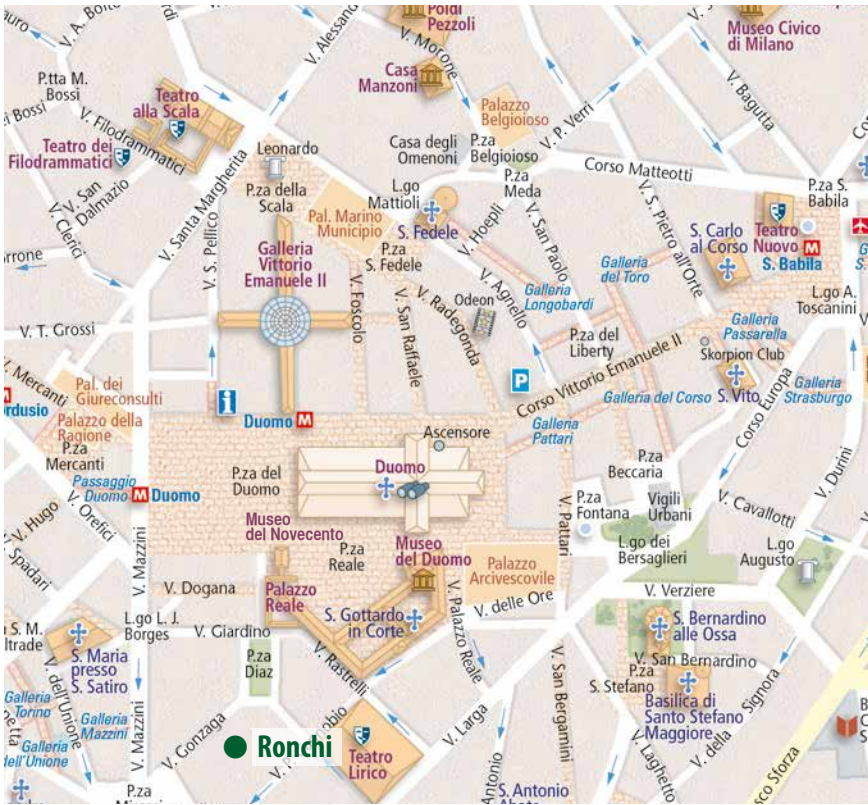 Poldi
Pezzoli
Museo Civico
di Milano
V. A. Boito
V. Morone
P.tta M.
Bossi
Teatro
alla Scala
Casa
Manzoni
V. Bagutta
Palazzo
Belgioioso
V. P. Verri
V. Filodrammatici
Teatro dei
Filodrammatici
Leonardo
Casa degli
Omenoni
P.za
Belgioioso
Corso Matteotti
P.za
Meda
V. San
Dalmazio
V. Santa Margherita
P.za della
Scala
L.go
Mattioli
V. S. Pietro all'Orte
P.za S.
Babila
V. Clerici
V. S. Pellico
Pal. Marino
Municipio
S. Fedele
V. Hoepli
V. San Paolo
S. Carlo
al Corso
Teatro
Nuovo
M
S. Babila
Galleria
Vittorio
Emanuele II
P.za
S. Fedele
Galleria
del Toro
Galleria
Longobardi
V. Agnello
L.go A.
Toscanini
V. Foscolo
V. San Raffaele
V. Radegonda
Odeon
V. T. Grossi
P.za del
Liberty
Galleria
Passarella
Corso Vittorio Emanuele II
Skorpion Club
V. Mercanti
Pal. dei
Giureconsulti
P
S. Vito
Galleria
Strasburgo
Galleria del Corso
Corso Europa
i
Duomo M
Palazzo della
Ragione
Galleria
Pattari
Ascensore
P.za
Mercanti
P.za del
Duomo
Duomo
P.za
Beccaria
V. Durini
Passaggio
Duomo
M Duomo
V. Orefici
V. Hugo
V. Pattari
P.za
Fontana
Vigili
Urbani
V. Cavallotti
Museo
del Novecento
V. Spadari
V. Mazzini
P.za
Reale
Museo
del Duomo
Palazzo
Arcivescovile
L.go dei
Bersaglieri
L.go
Augusto
V. Dogana
Palazzo
Reale
V. Verziere
V. delle Ore
V. Palazzo Reale
L.go L. J.
Borges
V. Giardino
S. Gottardo
in Corte
S. Bernardino
alle Ossa
S. Maria
presso
S. Satiro
V. dell'Unione
P.za
Diaz
V. Rastrelli
V. San Bergamini
V. San Bernardino
P.za
S. Stefano
Basilica di
Santo Stefano
Maggiore
Galleria
Torino
Galleria
Mazzini
V. Mazzini
V. Gonzaga
V. Larga
V. della Signora
Ronchi
Teatro
Lirico
Galleria
V. Laghetto
P.za
S. Antonio